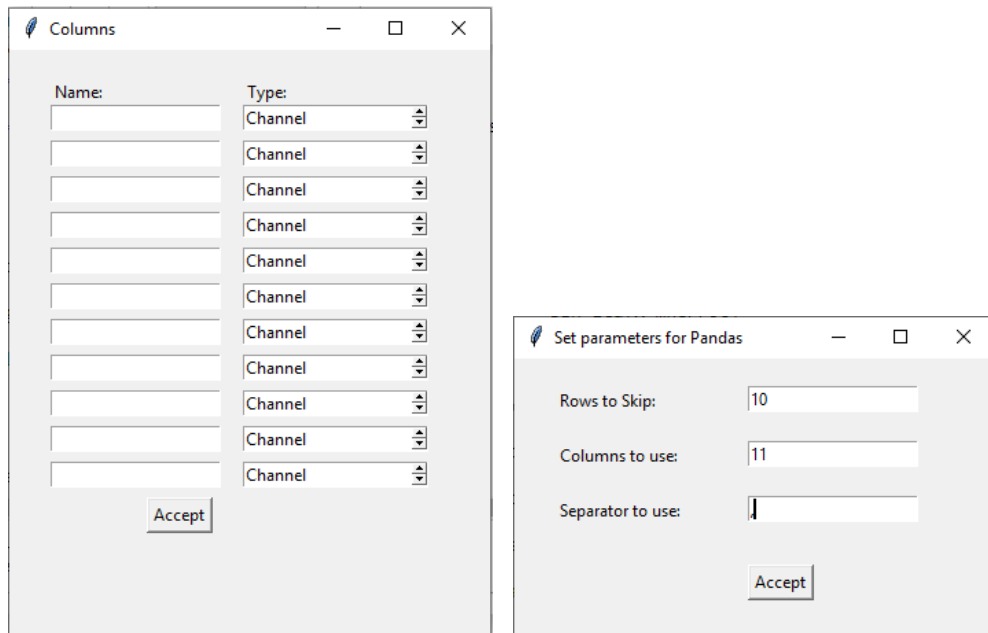 Columns
Name: Type:
Channel
Channel
Channel
Channel
Channel
Channel
Channel
Channel
Channel
Channel
Channel
Accept
Set parameters for Pandas
Rows to Skip: 10
Columns to use: 11
Separator to use: ,
Accept